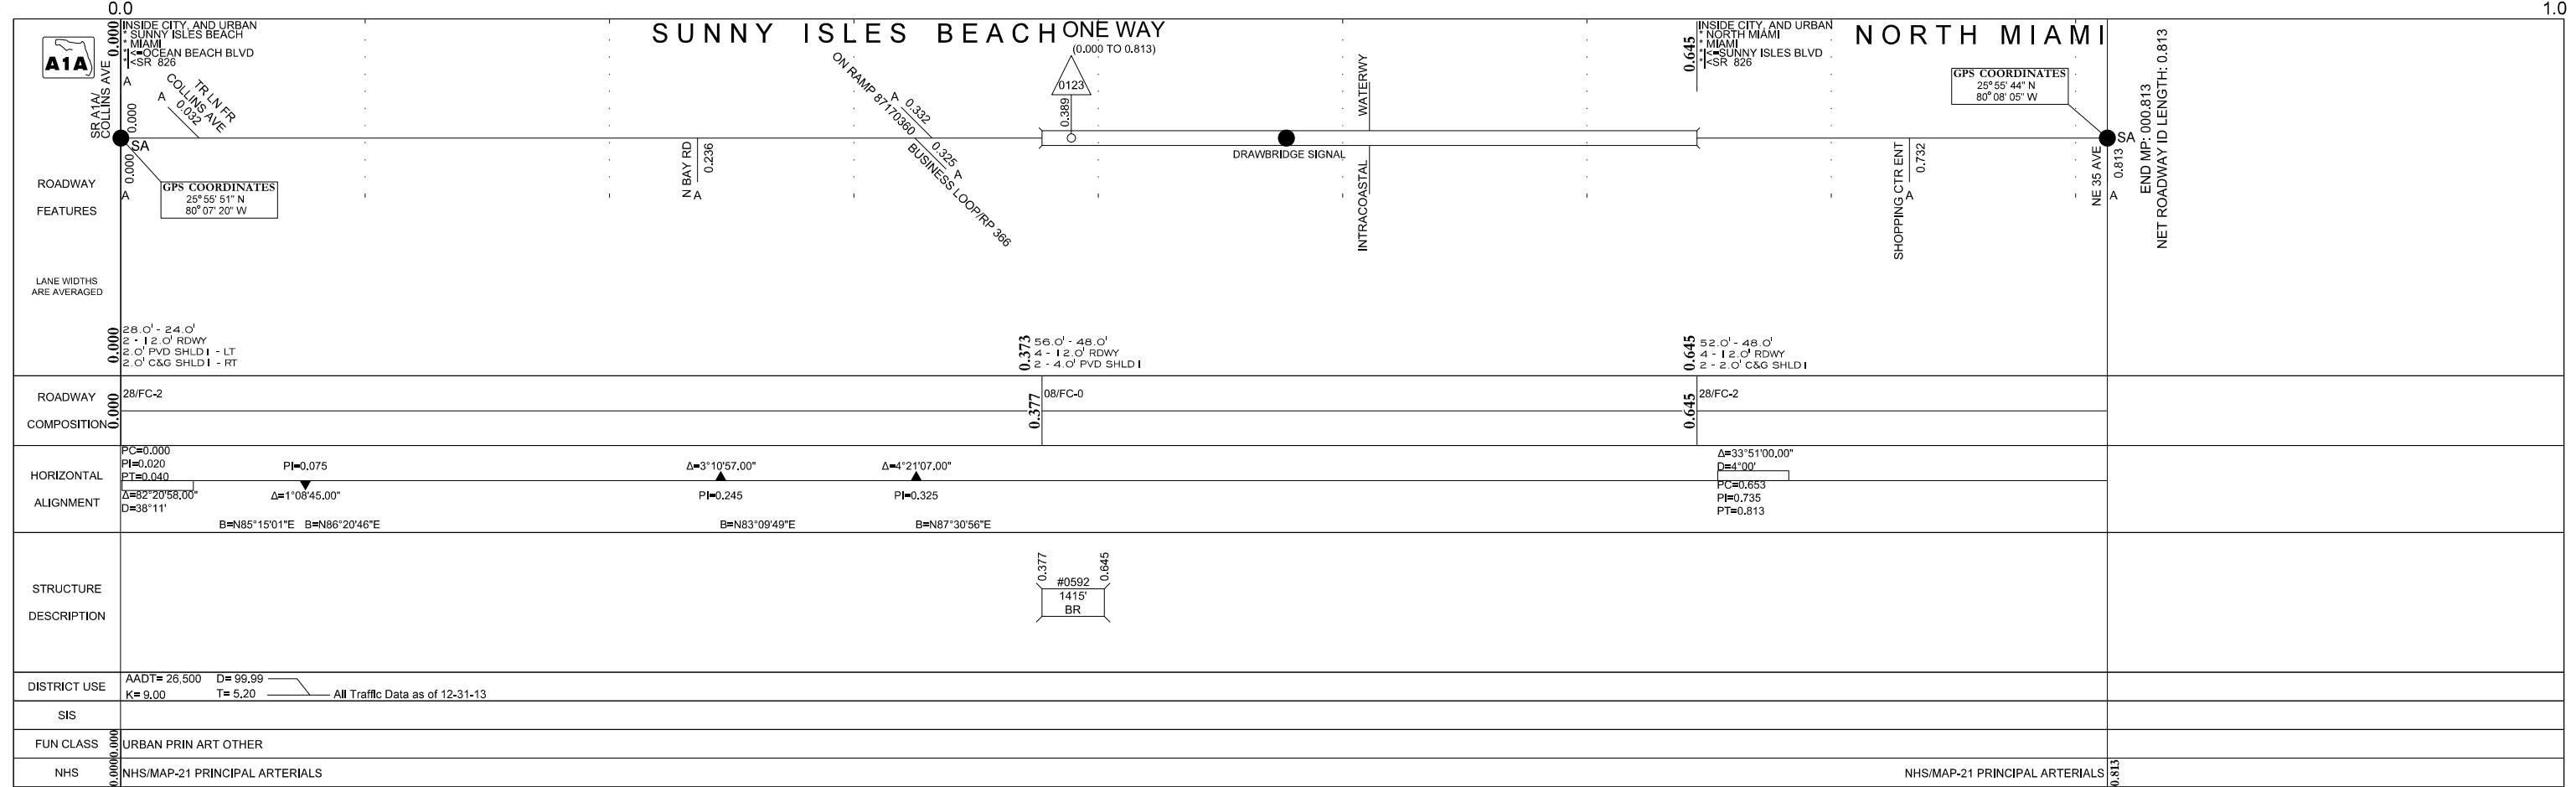 0.0
1.0
A1A
SR A1A/
COLLINS AVE
0.000
INSIDE CITY, AND URBAN
* SUNNY ISLES BEACH
* MIAMI
*|<=OCEAN BEACH BLVD
*|<SR 826
SUNNY ISLES BEACH
ONE WAY
(0.000 TO 0.813)
0.645
INSIDE CITY, AND URBAN
* NORTH MIAMI
* MIAMI
*|<=SUNNY ISLES BLVD
*|<SR 826
NORTH MIAMI
A
0.000
SA
0.000
A
TR LN FR
COLLINS AVE
A 0.032
GPS COORDINATES
25°55' 51" N
80°07' 20" W
N BAY RD
0.236
A
ON RAMP 87170360
A 0.332
0.325 A
BUSINESS LOOP/RP 366
0123
0.389
DRAWBRIDGE SIGNAL
WATERWY
INTRACOASTAL
SHOPPING CTR ENT
0.732
A
GPS COORDINATES
25°55' 44" N
80°08' 05" W
SA
NE 35 AVE
0.813
A
END MP: 000.813
NET ROADWAY ID LENGTH: 0.813
ROADWAY
FEATURES
LANE WIDTHS
ARE AVERAGED
0.000
28.0' - 24.0'
2 - 12.0' RDWY
2.0' PVD SHLD1 - LT
2.0' C&G SHLD1 - RT
0.373
56.0' - 48.0'
4 - 12.0' RDWY
2 - 4.0' PVD SHLD1
0.645
52.0' - 48.0'
4 - 12.0' RDWY
2 - 2.0' C&G SHLD1
ROADWAY
COMPOSITION
0.000
28/FC-2
0.377
08/FC-0
0.645
28/FC-2
HORIZONTAL
ALIGNMENT
PC=0.000
PI=0.020
PT=0.040
Δ=82°20'58.00"
D=38°11'
PI=0.075
Δ=1°08'45.00"
B=N85°15'01"E B=N86°20'46"E
Δ=3°10'57.00"
PI=0.245
B=N83°09'49"E
Δ=4°21'07.00"
PI=0.325
B=N87°30'56"E
Δ=33°51'00.00"
D=4°00'
PC=0.653
PI=0.735
PT=0.813
STRUCTURE
DESCRIPTION
0.377
0.645
#0592
1415'
BR
DISTRICT USE
AADT= 26,500 D= 99.99
K= 9.00 T= 5.20 All Traffic Data as of 12-31-13
SIS
FUN CLASS
0.000
URBAN PRIN ART OTHER
NHS
0.000
NHS/MAP-21 PRINCIPAL ARTERIALS
NHS/MAP-21 PRINCIPAL ARTERIALS
0.813